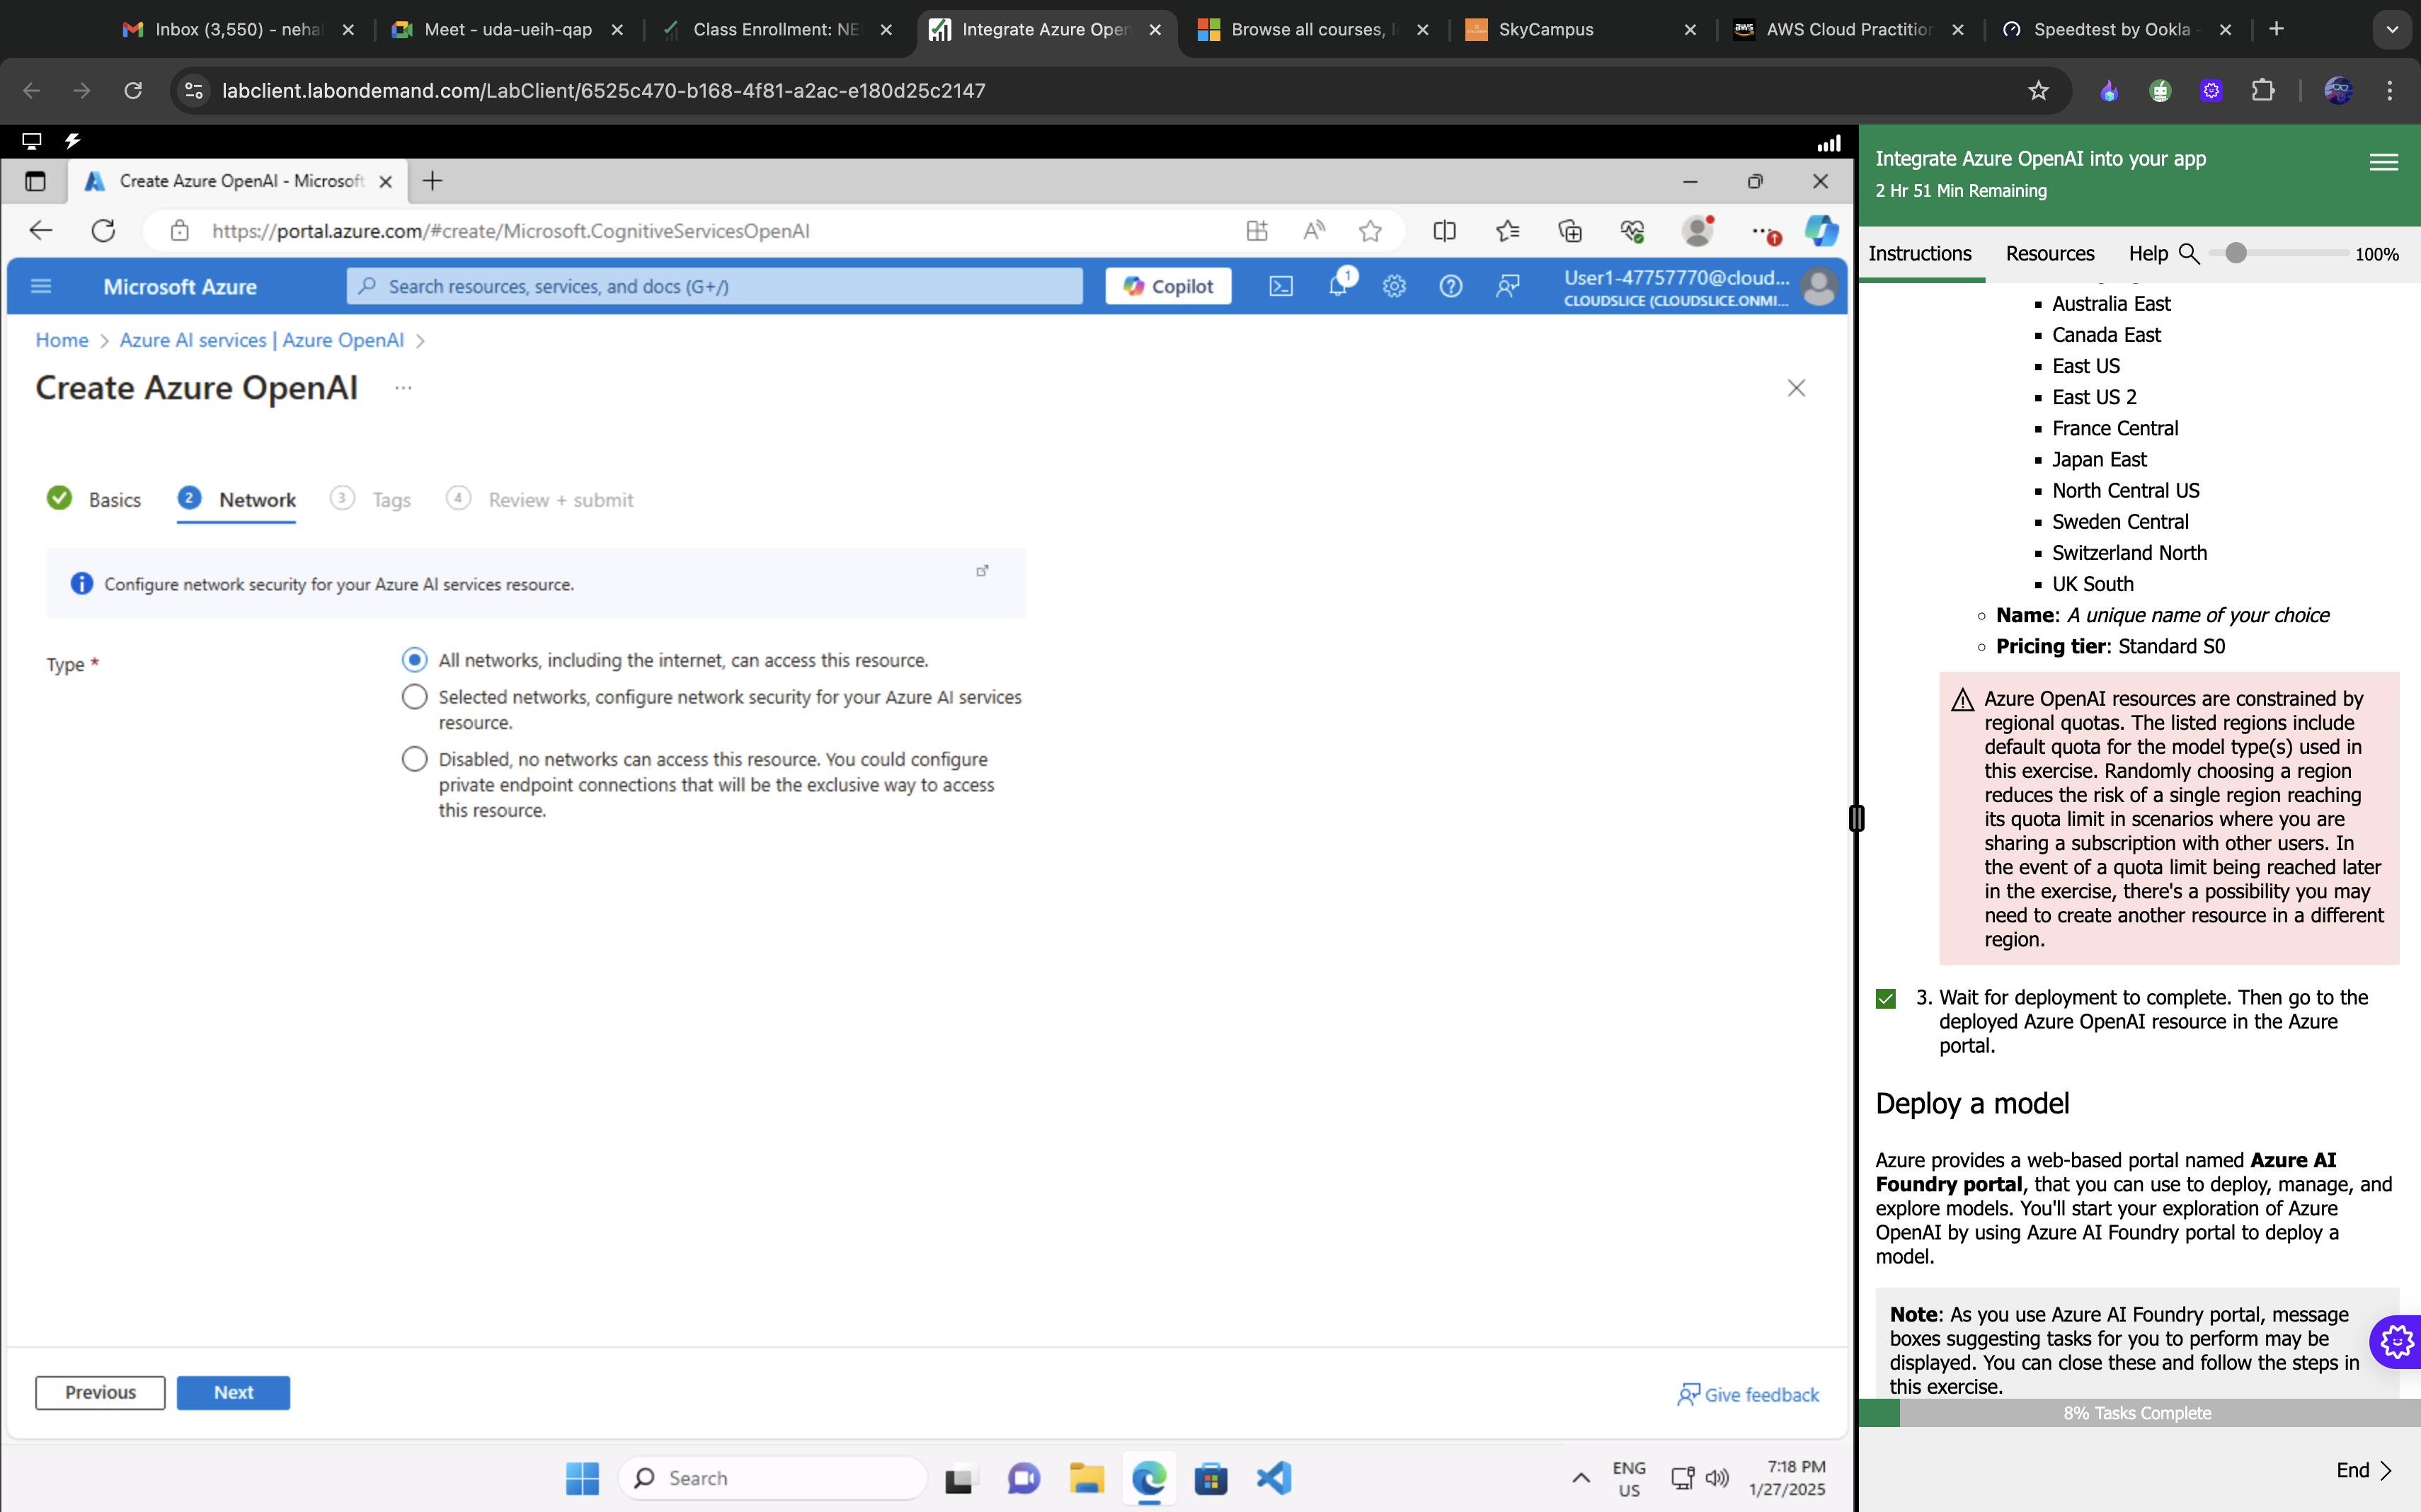 Inbox (3,550) - neha
Meet - uda-ueih-qap
Class Enrollment: NE
Integrate Azure Open
Browse all courses, l
SkyCampus
AWS Cloud Practition
Speedtest by Ookla -
labclient.labondemand.com/LabClient/6525c470-b168-4f81-a2ac-e180d25c2147
Create Azure OpenAI - Microsoft
https://portal.azure.com/#create/Microsoft.CognitiveServicesOpenAI
Microsoft Azure
Search resources, services, and docs (G+/)
Copilot
1
User1-47757770@cloud...
CLOUDSLICE (CLOUDSLICE.ONMI...
Home > Azure AI services | Azure OpenAI >
Create Azure OpenAI ...
Basics
2 Network
3 Tags
4 Review + submit
Configure network security for your Azure AI services resource.
Type *
All networks, including the internet, can access this resource.
Selected networks, configure network security for your Azure AI services
resource.
Disabled, no networks can access this resource. You could configure
private endpoint connections that will be the exclusive way to access
this resource.
Previous
Next
Give feedback
Search
ENG
US
7:18 PM
1/27/2025
Integrate Azure OpenAI into your app
2 Hr 51 Min Remaining
Instructions
Resources
Help
100%
Australia East
Canada East
East US
East US 2
France Central
Japan East
North Central US
Sweden Central
Switzerland North
UK South
Name: A unique name of your choice
Pricing tier: Standard S0
Azure OpenAI resources are constrained by
regional quotas. The listed regions include
default quota for the model type(s) used in
this exercise. Randomly choosing a region
reduces the risk of a single region reaching
its quota limit in scenarios where you are
sharing a subscription with other users. In
the event of a quota limit being reached later
in the exercise, there's a possibility you may
need to create another resource in a different
region.
3. Wait for deployment to complete. Then go to the
deployed Azure OpenAI resource in the Azure
portal.
Deploy a model
Azure provides a web-based portal named Azure AI
Foundry portal, that you can use to deploy, manage, and
explore models. You'll start your exploration of Azure
OpenAI by using Azure AI Foundry portal to deploy a
model.
Note: As you use Azure AI Foundry portal, message
boxes suggesting tasks for you to perform may be
displayed. You can close these and follow the steps in
this exercise.
8% Tasks Complete
End